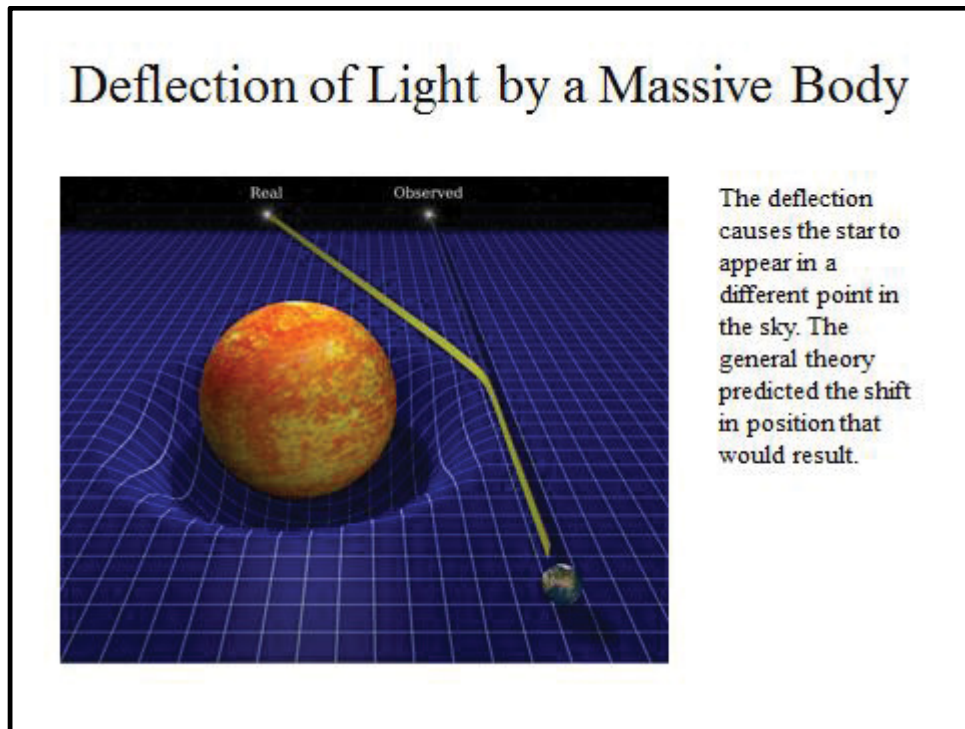 Deflection of Light by a Massive Body
Real
Observed
The deflection
causes the star to
appear in a
different point in
the sky. The
general theory
predicted the shift
in position that
would result.